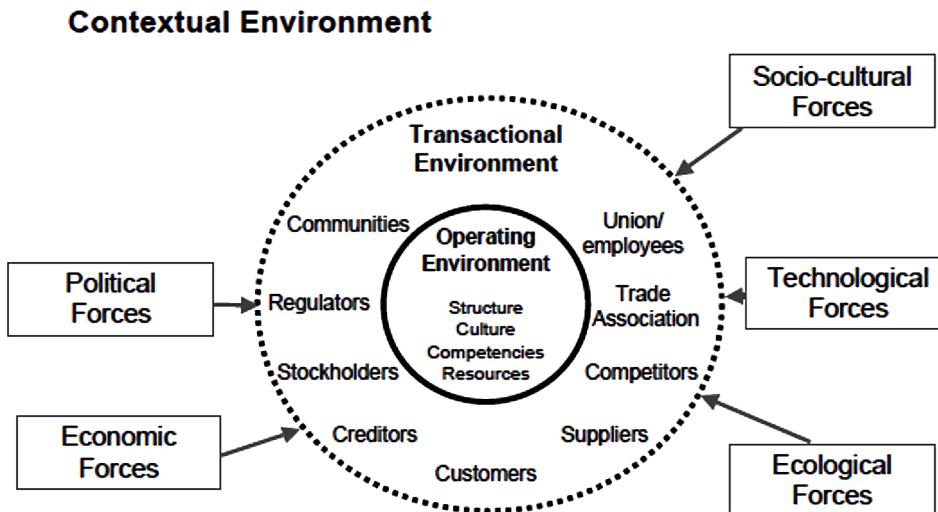 Contextual Environment
Socio-cultural
Forces
Transactional
Environment
Communities
Union/
employees
Operating
Environment
Political
Forces
Regulators
Structure
Culture
Competencies
Resources
Trade
Association
Technological
Forces
Stockholders
Competitors
Economic
Forces
Creditors
Suppliers
Customers
Ecological
Forces